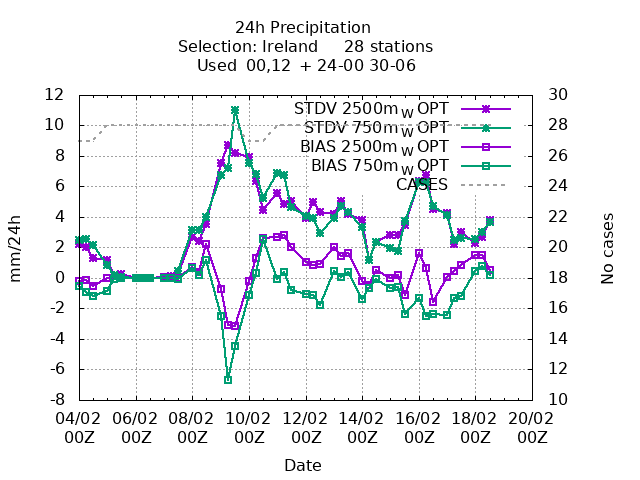 24h Precipitation
Selection: Ireland     28 stations
Used  00,12  + 24-00 30-06
12
10
8
6
4
2
0
-2
-4
-6
-8
mm/24h
STDV 2500m_W OPT
STDV 750m_W OPT
BIAS 2500m_W OPT
BIAS 750m_W OPT
CASES
30
28
26
24
22
20
18
16
14
12
10
No cases
04/02 06/02 08/02 10/02 12/02 14/02 16/02 18/02 20/02
00Z 00Z 00Z 00Z 00Z 00Z 00Z 00Z 00Z
Date